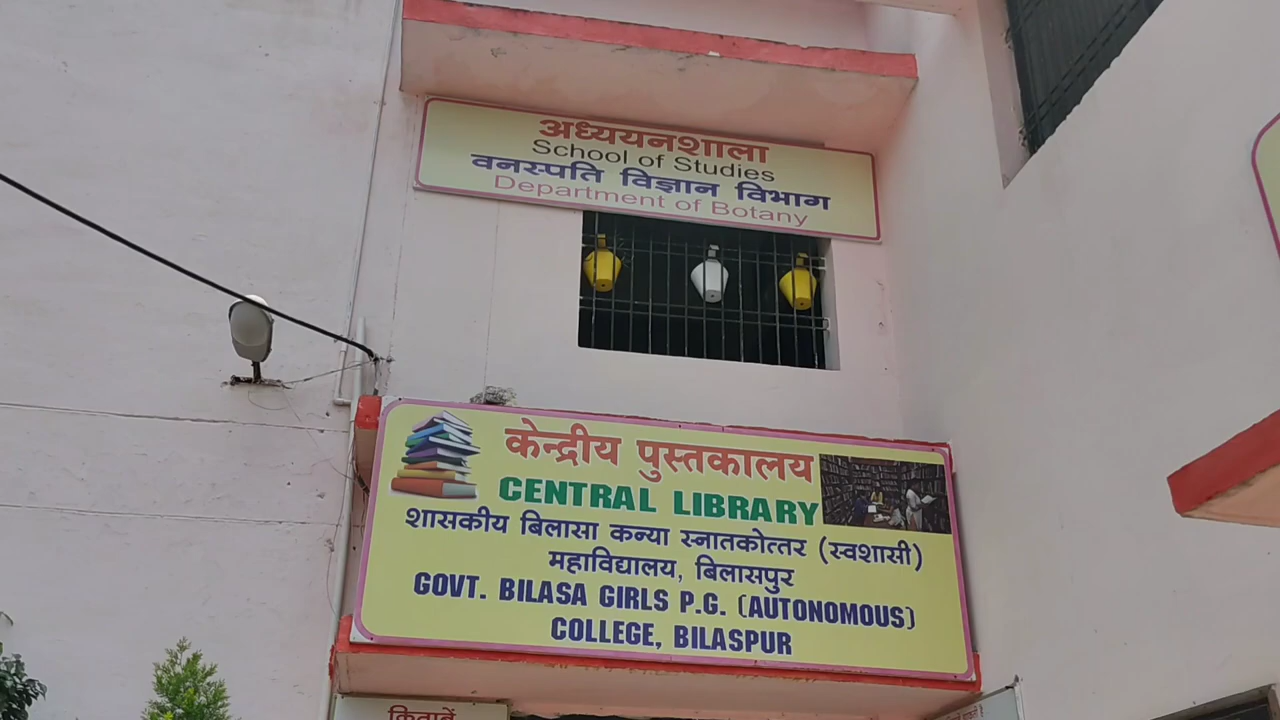 अध्ययनशाला
School of Studies
वनस्पति विज्ञान विभाग
Department of Botany
केन्द्रीय पुस्तकालय
CENTRAL LIBRARY
शासकीय बिलासा कन्या स्नातकोत्तर (स्वशासी)
महाविद्यालय, बिलासपुर
GOVT. BILASA GIRLS P.G. (AUTONOMOUS)
COLLEGE, BILASPUR
किताबें